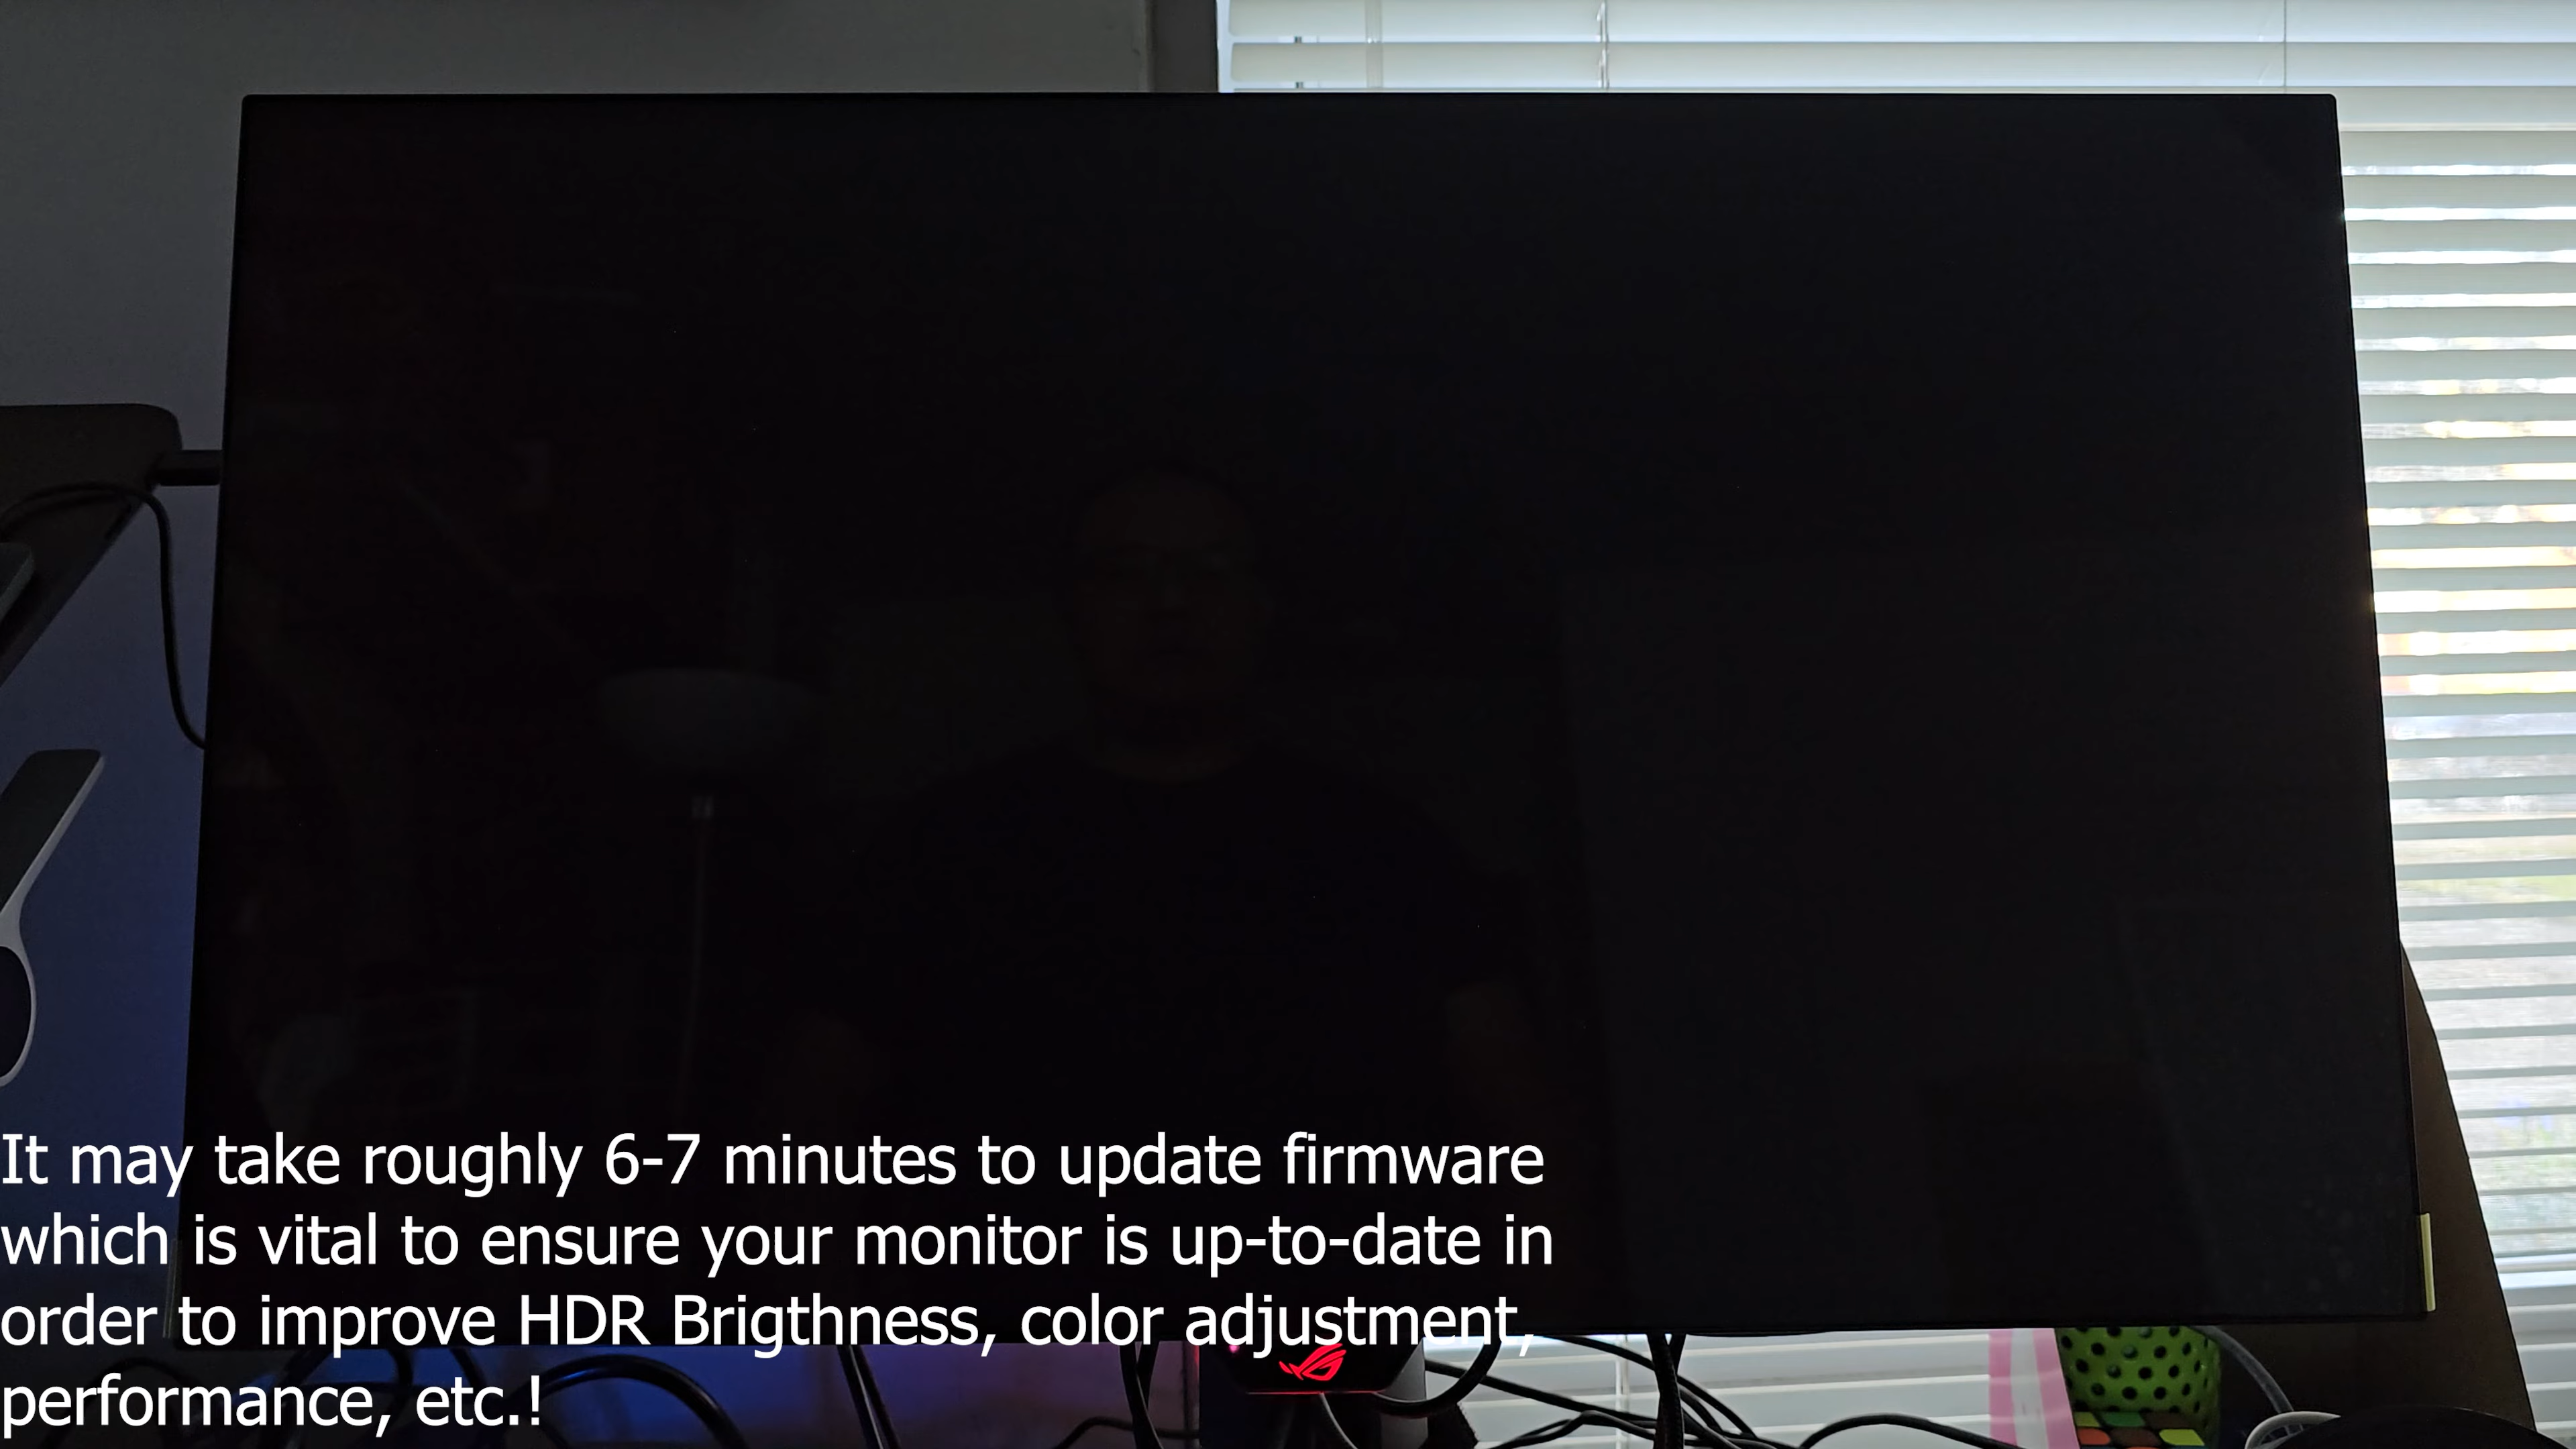 It may take roughly 6-7 minutes to update firmware
which is vital to ensure your monitor is up-to-date in
order to improve HDR Brigthness, color adjustment,
performance, etc.!